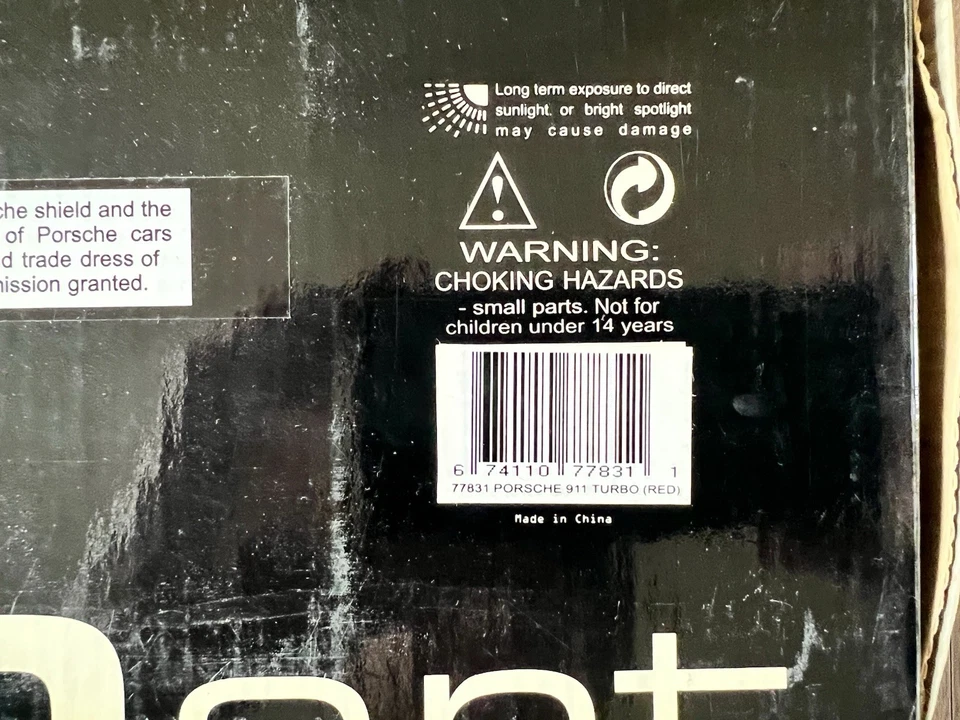 Long term exposure to direct
sunlight. or bright spotlight
may cause damage
che shield and the
of Porsche cars
d trade dress of
ission granted.
WARNING:
CHOKING HAZARDS
- small parts. Not for
children under 14 years
6 74110 77831 1
77831 PORSCHE 911 TURBO (RED)
Made in China